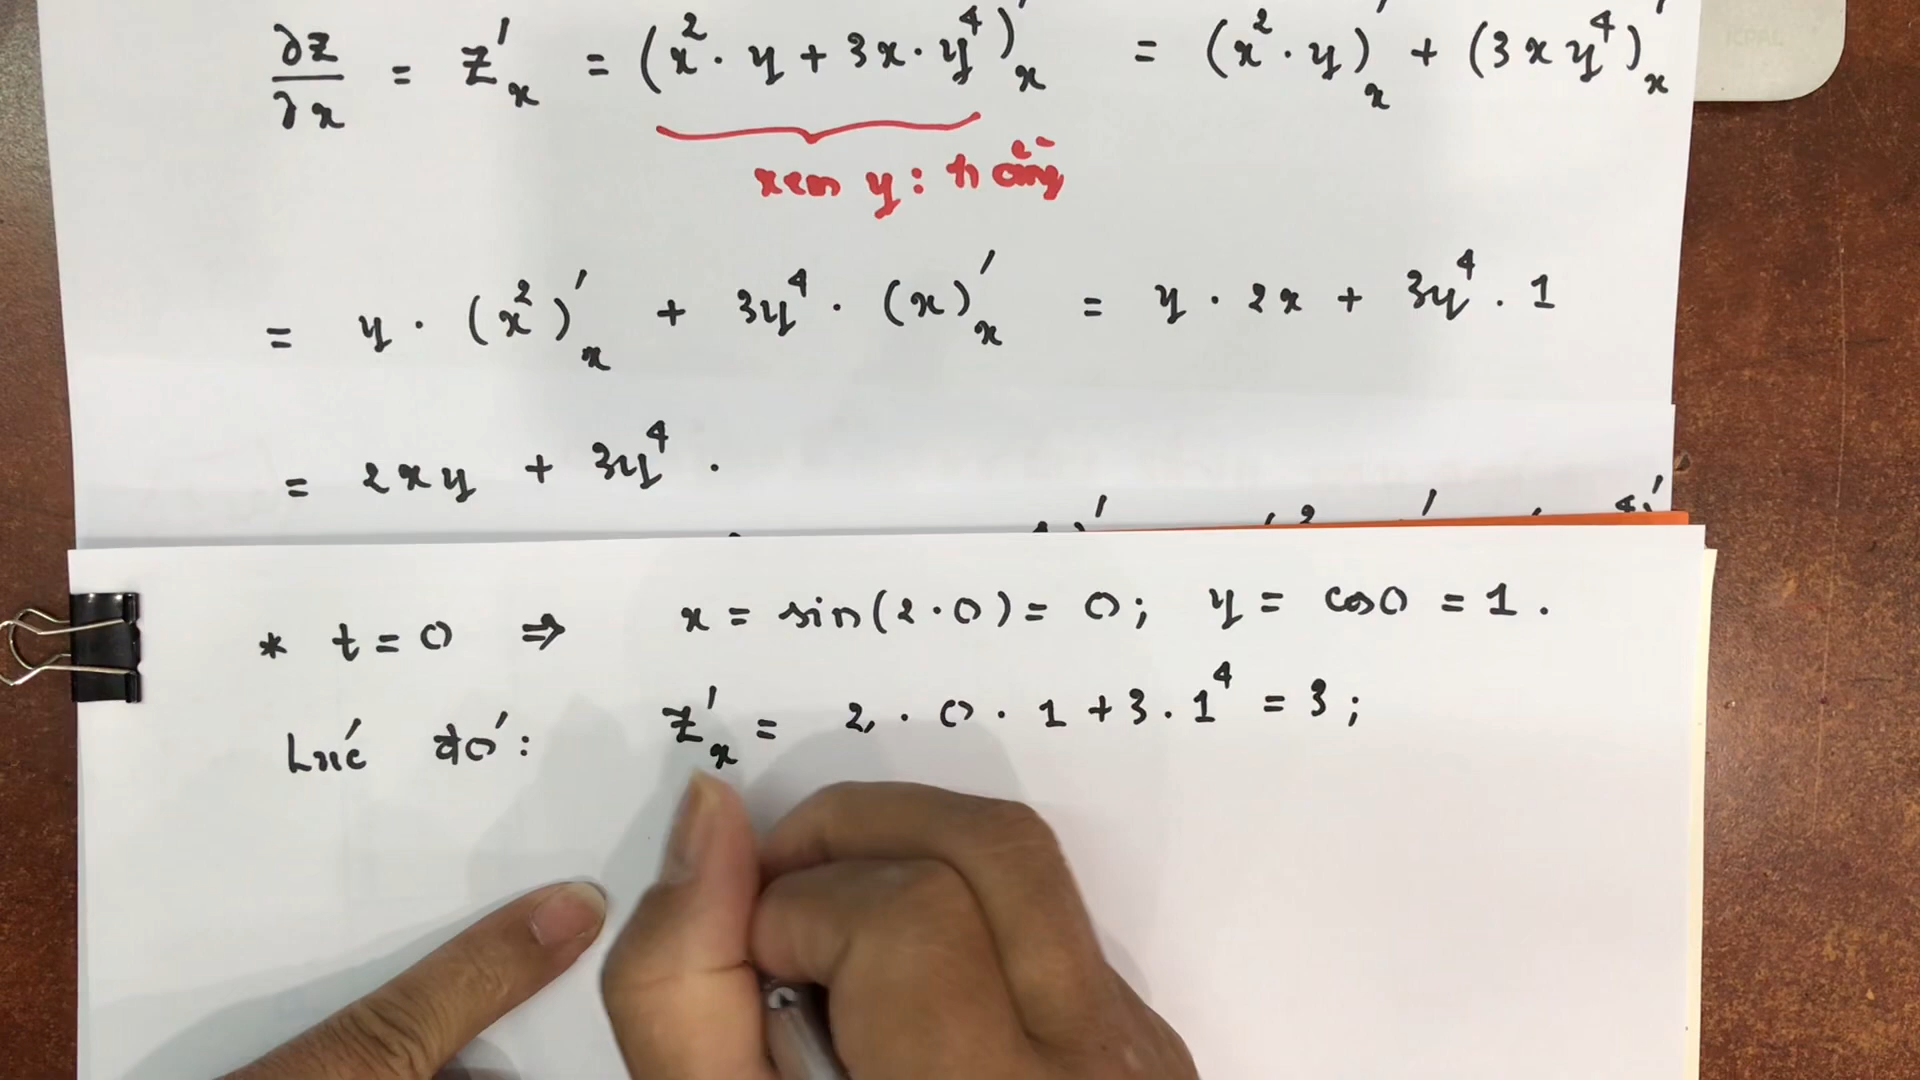 ∂z/∂x = z'ₓ = (x² · y + 3x · y⁴)'ₓ = (x² · y)'ₓ + (3xy⁴)'ₓ
xem y: hằng
= y · (x²)'ₓ + 3y⁴ · (x)'ₓ = y · 2x + 3y⁴ · 1
= 2xy + 3y⁴ .
* t = 0 ⇒ x = sin(2·0) = 0; y = cos0 = 1 .
Lúc đó: z'ₓ = 2 · 0 · 1 + 3 · 1⁴ = 3 ;